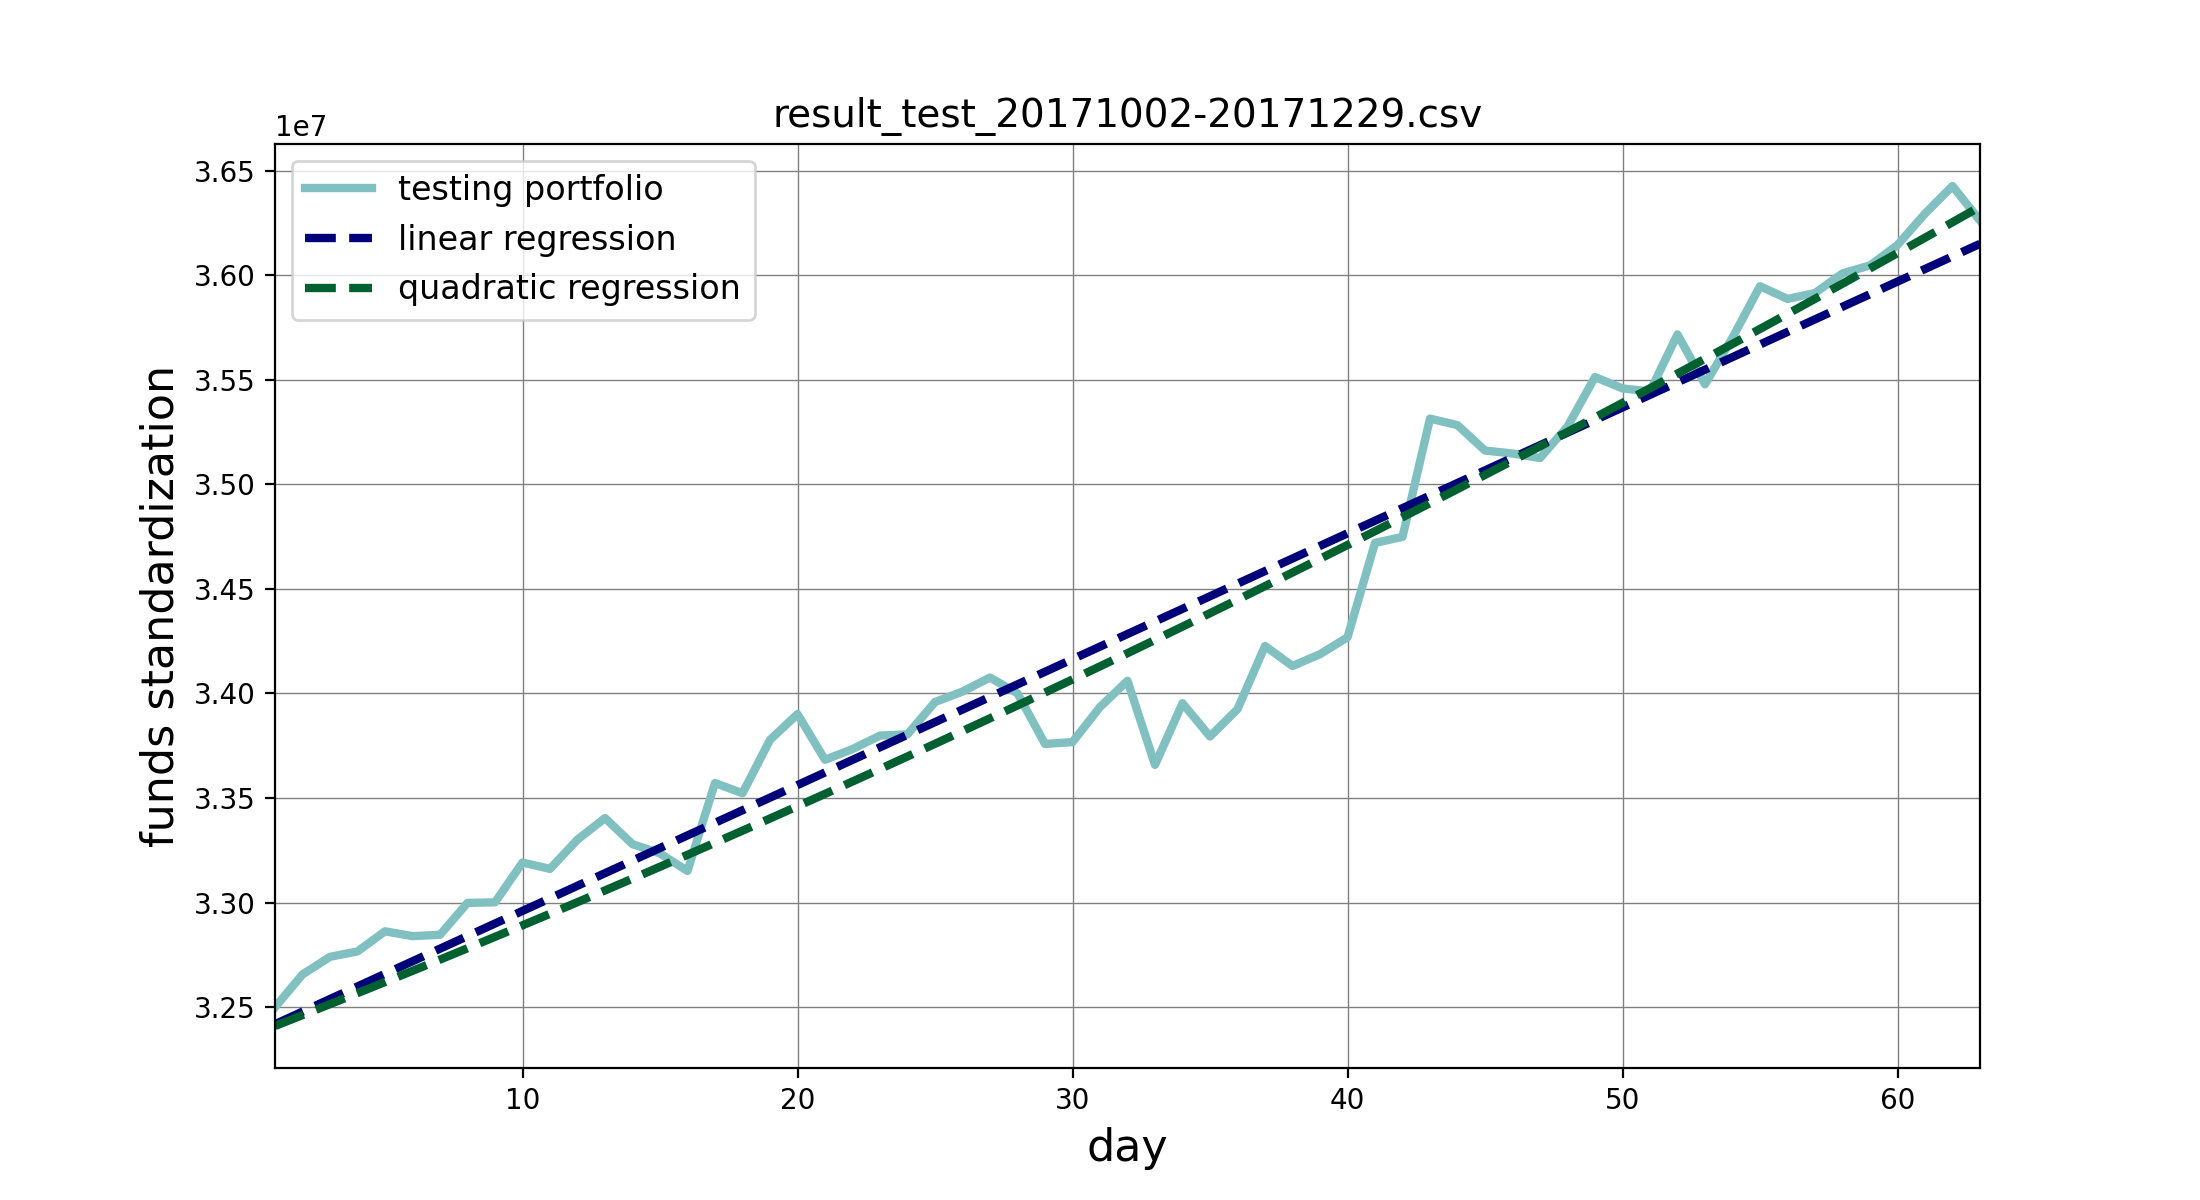 result_test_20171002-20171229.csv
1e7
3.65
3.60
3.55
3.50
3.45
3.40
3.35
3.30
3.25
funds standardization
testing portfolio
linear regression
quadratic regression
10 20 30 40 50 60
day